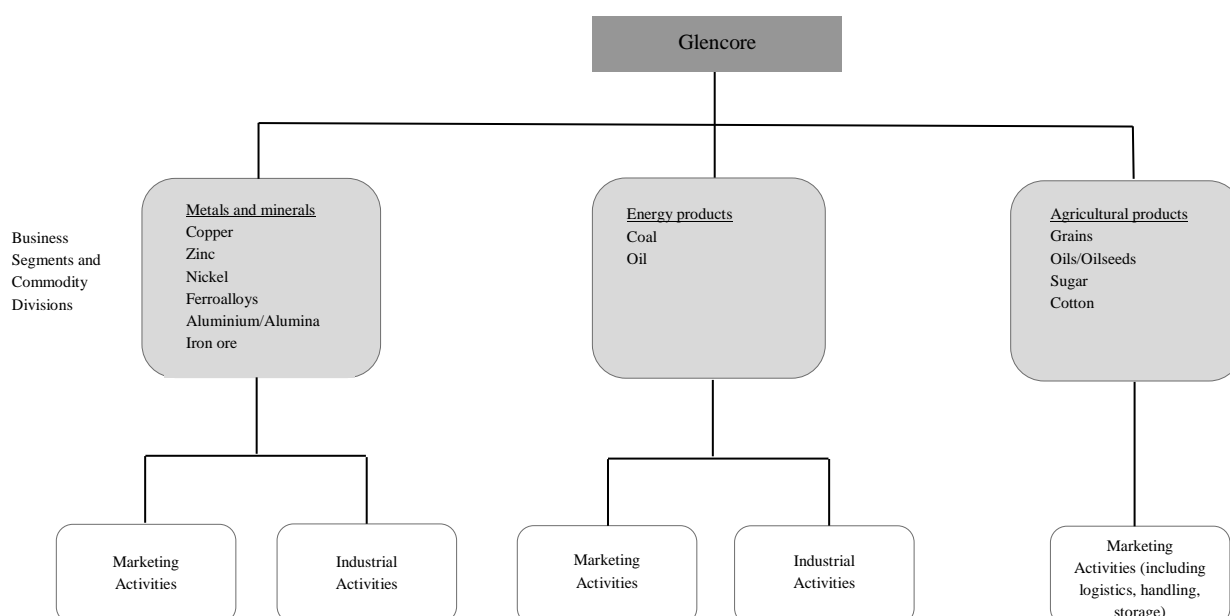 Glencore
Business
Segments and
Commodity
Divisions
Metals and minerals
Copper
Zinc
Nickel
Ferroalloys
Aluminium/Alumina
Iron ore
Energy products
Coal
Oil
Agricultural products
Grains
Oils/Oilseeds
Sugar
Cotton
Marketing
Activities
Industrial
Activities
Marketing
Activities
Industrial
Activities
Marketing
Activities (including
logistics, handling,
storage)